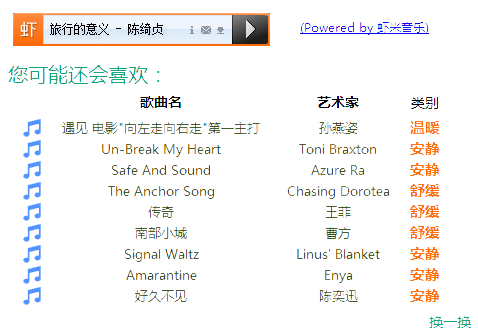 虾 旅行的意义 - 陈绮贞 (Powered by 虾米音乐)
您可能还会喜欢：
歌曲名 艺术家 类别
遇见 电影"向左走向右走"第一主打 孙燕姿 温暖
Un-Break My Heart Toni Braxton 安静
Safe And Sound Azure Ra 安静
The Anchor Song Chasing Dorotea 舒缓
传奇 王菲 舒缓
南部小城 曹方 舒缓
Signal Waltz Linus' Blanket 安静
Amarantine Enya 安静
好久不见 陈奕迅 安静
换一换